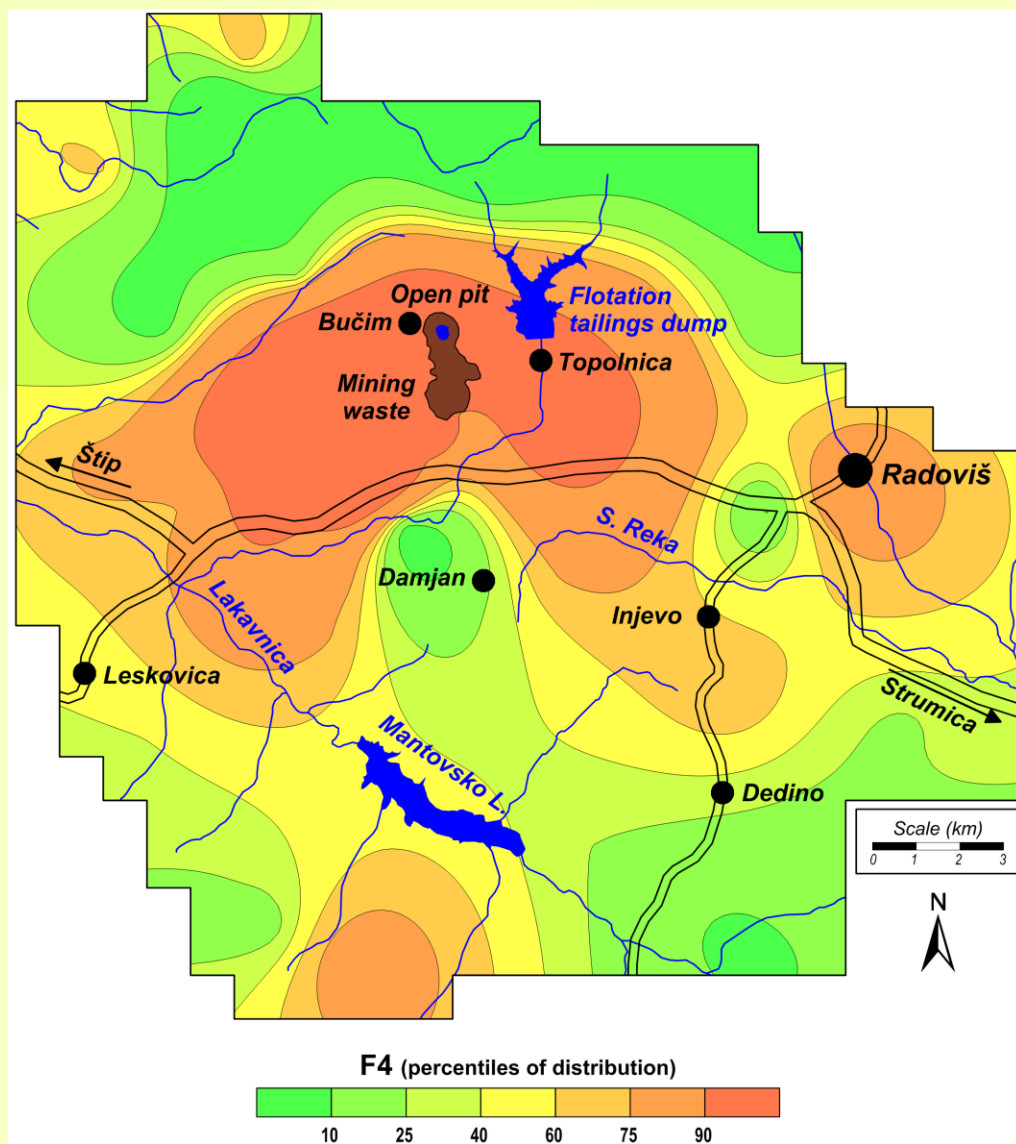 Open pit
Bučim
Flotation
tailings dump
Topolnica
Mining
waste
Štip
Radoviš
S. Reka
Damjan
Injevo
Lakavnica
Leskovica
Strumica
Mantovsko L.
Dedino
Scale (km)
0 1 2 3
N
F4 (percentiles of distribution)
10 25 40 60 75 90